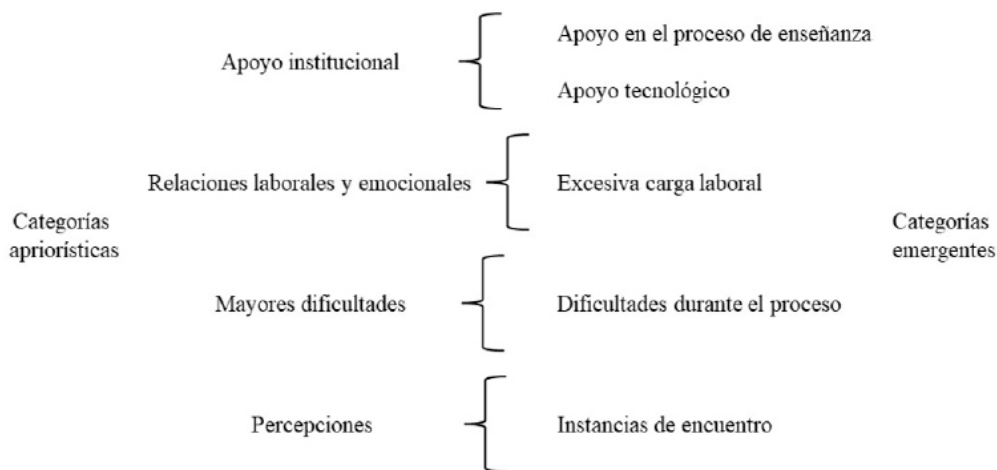 Apoyo institucional
Apoyo en el proceso de enseñanza
Apoyo tecnológico
Relaciones laborales y emocionales
Excesiva carga laboral
Categorías
apriorísticas
Categorías
emergentes
Mayores dificultades
Dificultades durante el proceso
Percepciones
Instancias de encuentro